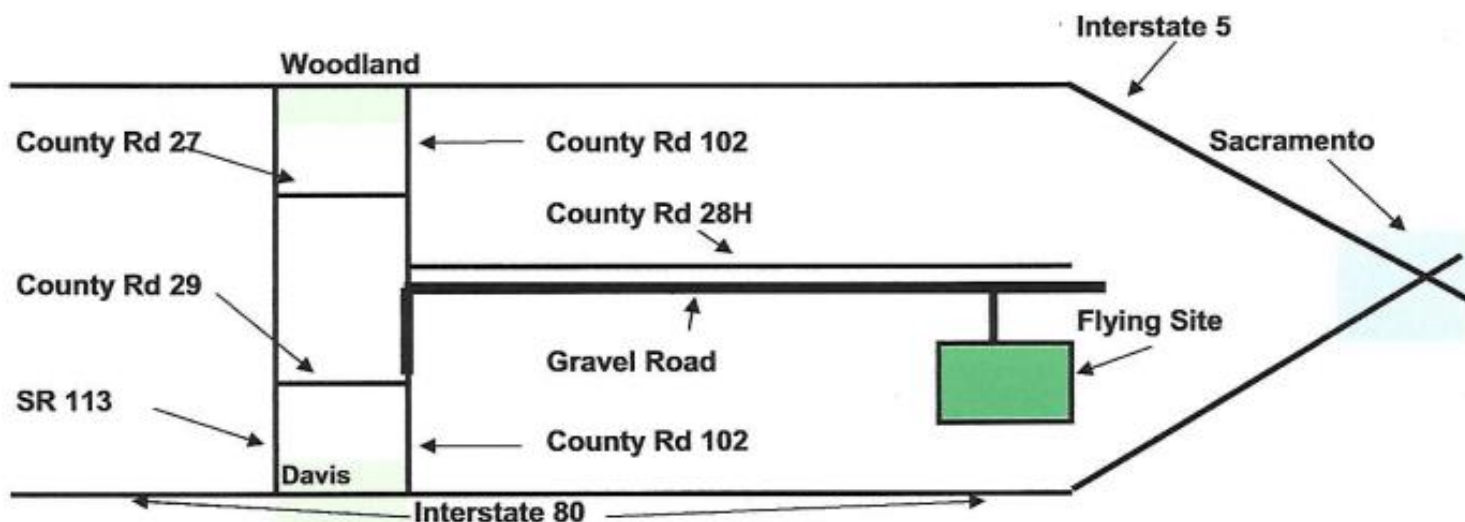 Interstate 5
Woodland
County Rd 27
County Rd 102
Sacramento
County Rd 28H
County Rd 29
Flying Site
Gravel Road
SR 113
County Rd 102
Davis
Interstate 80